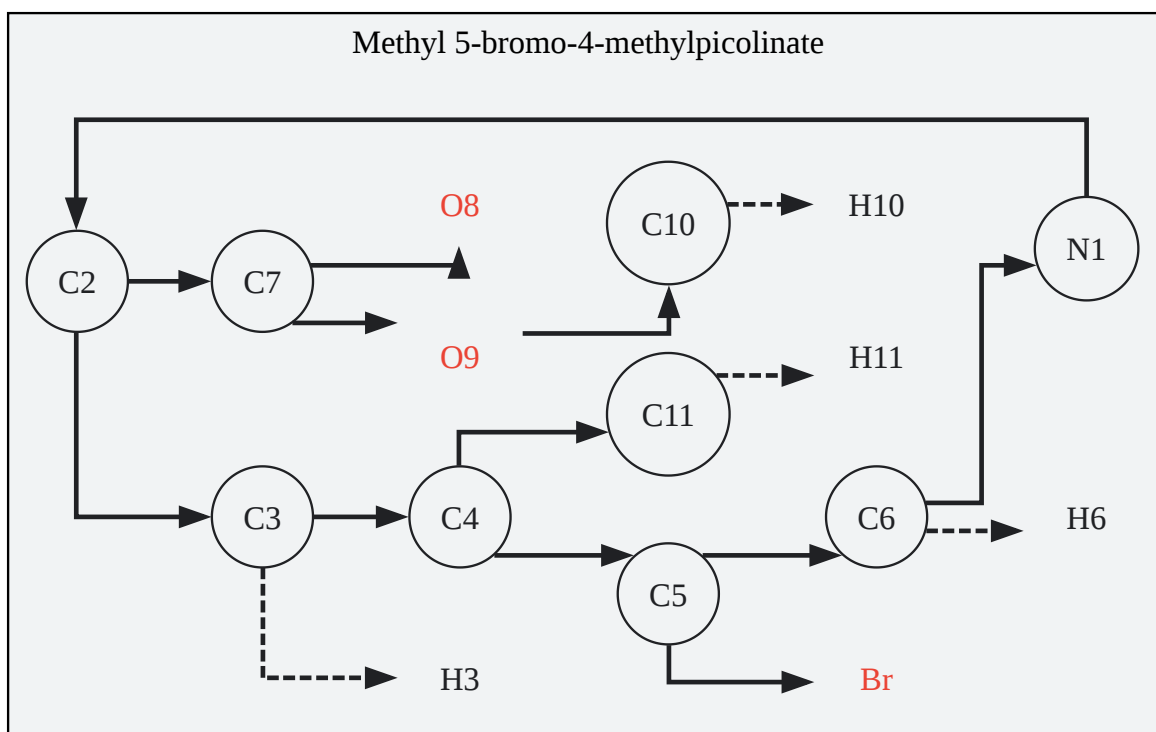 Methyl 5-bromo-4-methylpicolinate
O8
C10
H10
N1
C2
C7
O9
C11
H11
C3
C4
C6
H6
C5
H3
Br